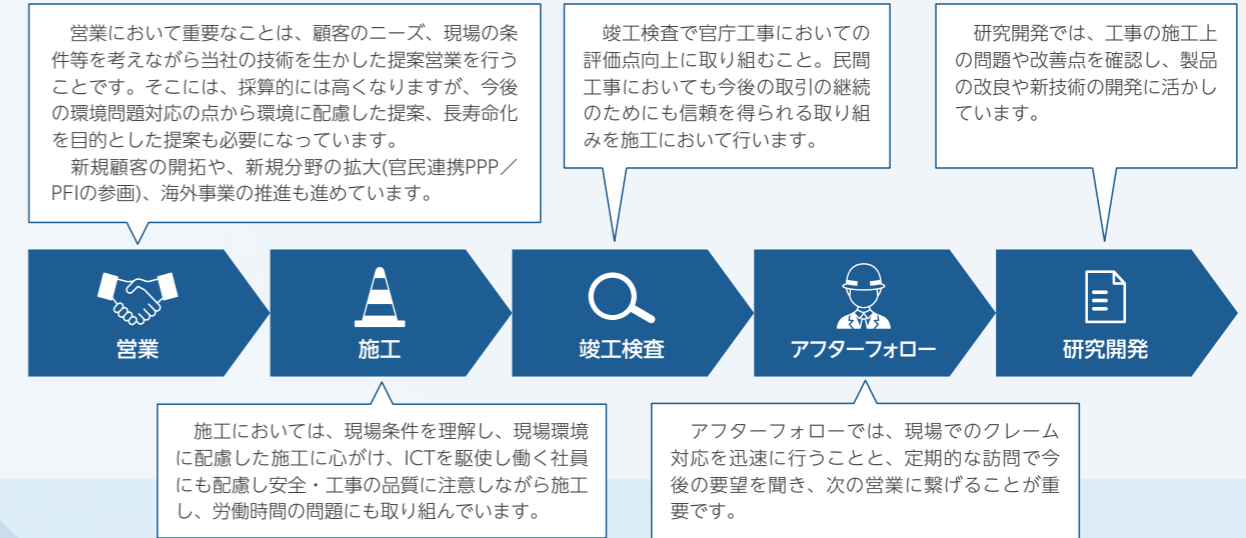 営業において重要なことは、顧客のニーズ、現場の条
件等を考えながら当社の技術を生かした提案営業を行う
ことです。そこには、採算的には高くなりますが、今後
の環境問題対応の点から環境に配慮した提案、長寿命化
を目的とした提案も必要になっています。
　新規顧客の開拓や、新規分野の拡大(官民連携PPP／
PFIの参画)、海外事業の推進も進めています。
　竣工検査で官庁工事においての
評価点向上に取り組むこと。民間
工事においても今後の取引の継続
のためにも信頼を得られる取り組
みを施工において行います。
　研究開発では、工事の施工上
の問題や改善点を確認し、製品
の改良や新技術の開発に活かし
ています。
営業
施工
竣工検査
アフターフォロー
研究開発
　施工においては、現場条件を理解し、現場環境
に配慮した施工に心がけ、ICTを駆使し働く社員
にも配慮し安全・工事の品質に注意しながら施工
し、労働時間の問題にも取り組んでいます。
　アフターフォローでは、現場でのクレーム
対応を迅速に行うことと、定期的な訪問で今
後の要望を聞き、次の営業に繋げることが重
要です。